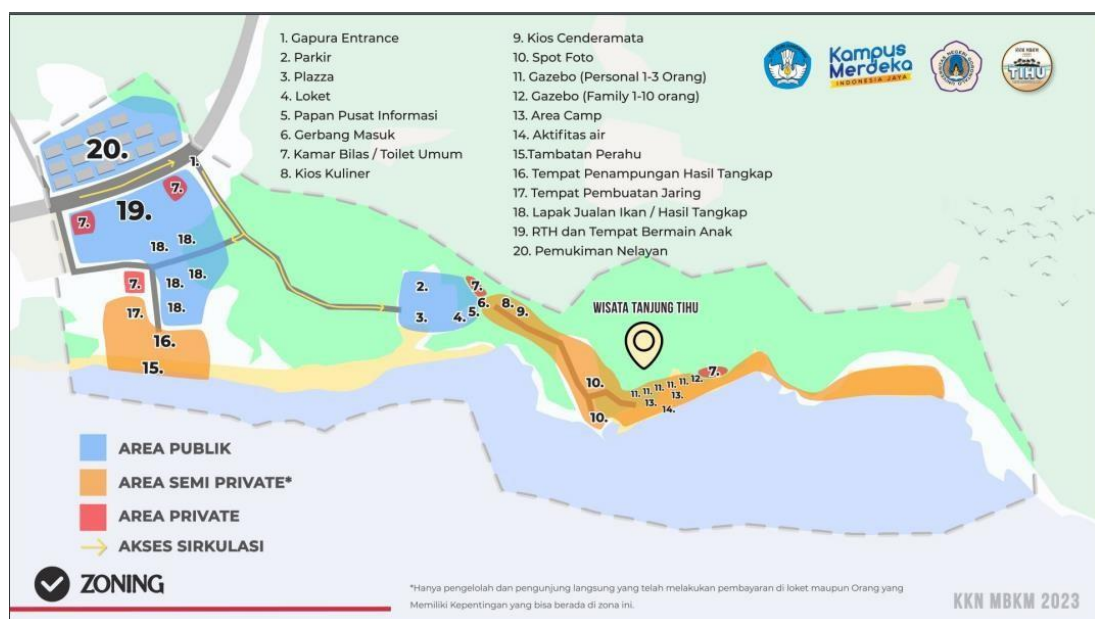 1. Gapura Entrance
2. Parkir
3. Plazza
4. Loket
5. Papan Pusat Informasi
6. Gerbang Masuk
7. Kamar Bilas / Toilet Umum
8. Kios Kuliner
9. Kios Cenderamata
10. Spot Foto
11. Gazebo (Personal 1-3 Orang)
12. Gazebo (Family 1-10 orang)
13. Area Camp
14. Aktifitas air
15.Tambatan Perahu
16. Tempat Penampungan Hasil Tangkap
17. Tempat Pembuatan Jaring
18. Lapak Jualan Ikan / Hasil Tangkap
19. RTH dan Tempat Bermain Anak
20. Pemukiman Nelayan
Kampus
Merdeka
INDONESIA JAYA
TIHU
20.
1.
7.
19.
7.
18.
18.
18.
7.
18.
18.
17.
16.
15.
2.
7.
3.
4.
5.
6.
8.
9.
WISATA TANJUNG TIHU
10.
10.
11. 11. 11. 11. 11. 12.
7.
13.
13.
14.
AREA PUBLIK
AREA SEMI PRIVATE*
AREA PRIVATE
AKSES SIRKULASI
ZONING
*Hanya pengelolah dan pengunjung langsung yang telah melakukan pembayaran di loket maupun Orang yang
Memiliki Kepentingan yang bisa berada di zona ini.
KKN MBKM 2023